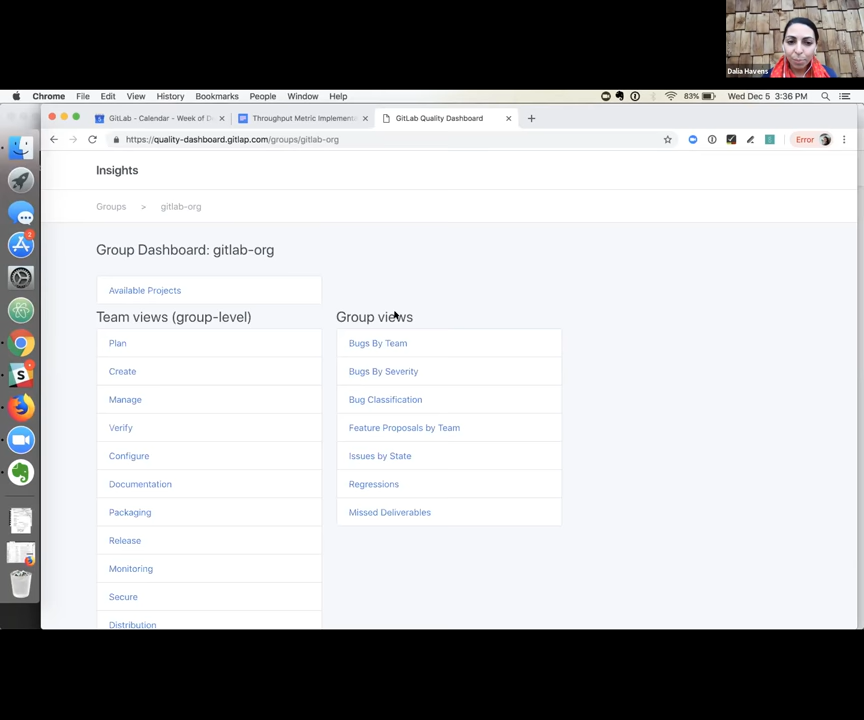 Dalia Havens
Chrome File Edit View History Bookmarks People Window Help 83% Wed Dec 5 3:36 PM
GitLab - Calendar - Week of D
Throughput Metric Implement
GitLab Quality Dashboard
https://quality-dashboard.gitlap.com/groups/gitlab-org
Error
Insights
Groups > gitlab-org
Group Dashboard: gitlab-org
Available Projects
Team views (group-level)
Plan
Create
Manage
Verify
Configure
Documentation
Packaging
Release
Monitoring
Secure
Distribution
Group views
Bugs By Team
Bugs By Severity
Bug Classification
Feature Proposals by Team
Issues by State
Regressions
Missed Deliverables